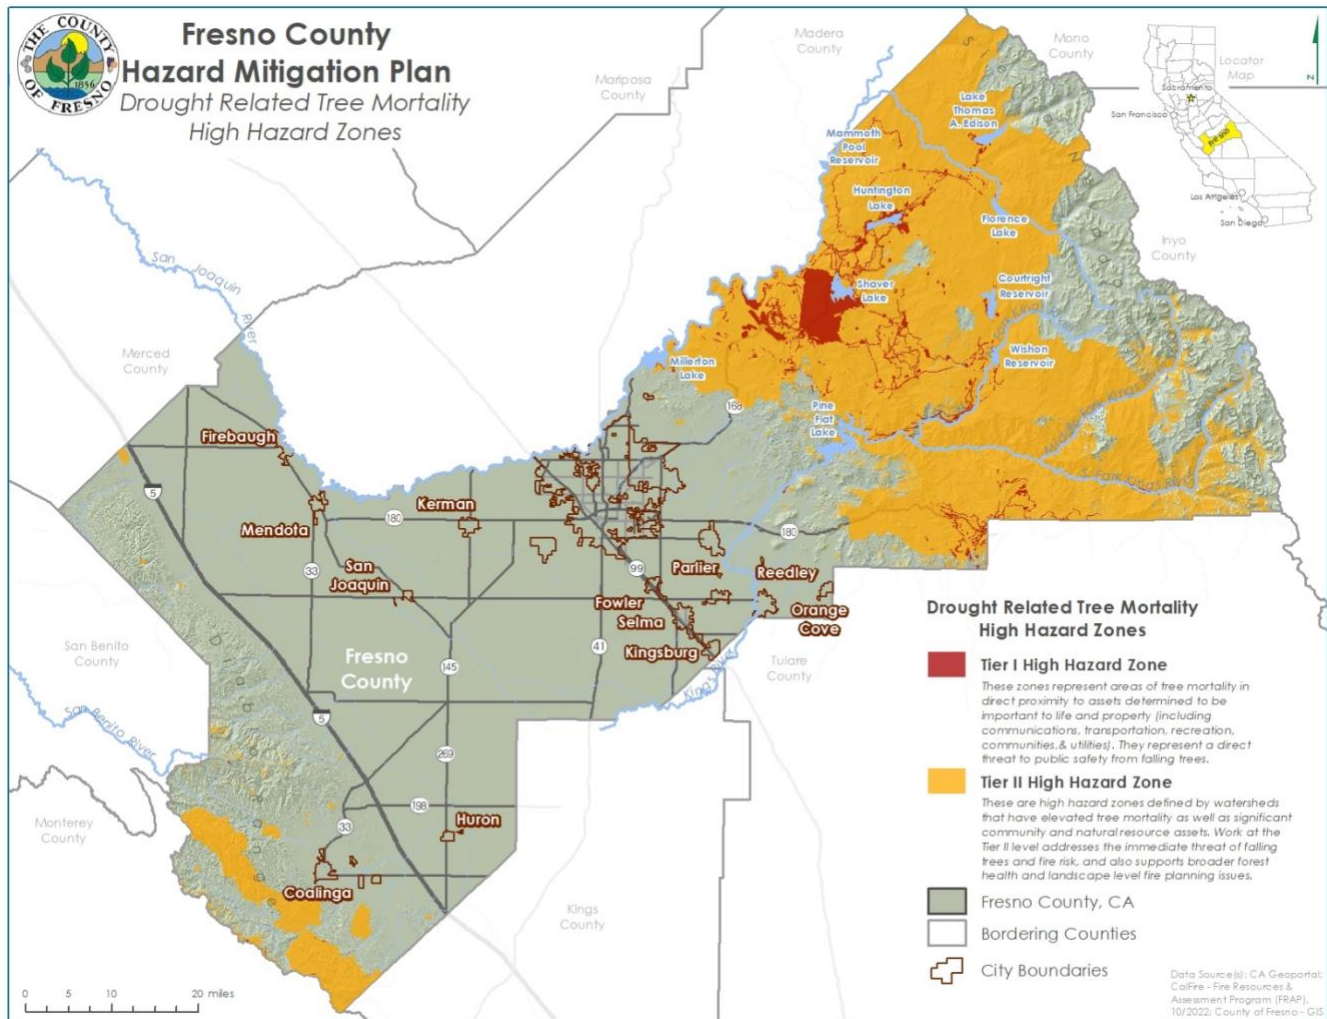 THE COUNTY
OF FRESNO
1856
Fresno County
Hazard Mitigation Plan
Drought Related Tree Mortality
High Hazard Zones
Madera
County
Mono
County
Mariposa
County
Locator
Map
Sacramento
San Francisco
Fresno
Los Angeles
San Diego
N
Lake
Thomas
A. Edison
Mammoth
Pool
Reservoir
Huntington
Lake
Florence
Lake
Inyo
County
Courtright
Reservoir
Shaver
Lake
Wishon
Reservoir
Millerton
Lake
Pine
Flat
Lake
Middle Fork Kings River
S. Fork Kings River
San Joaquin
River
Merced
County
Firebaugh
Mendota
Kerman
San
Joaquin
Parlier
Reedley
Fowler
Selma
Orange
Cove
Kingsburg
Kings River
Tulare
County
Fresno
County
San Benito
County
San Benito
River
Monterey
County
Huron
Coalinga
Kings
County
5
180
33
168
180
99
41
145
5
269
198
33
Drought Related Tree Mortality
High Hazard Zones
Tier I High Hazard Zone
These zones represent areas of tree mortality in
direct proximity to assets determined to be
important to life and property (including
communications, transportation, recreation,
communities,& utilities). They represent a direct
threat to public safety from falling trees.
Tier II High Hazard Zone
These are high hazard zones defined by watersheds
that have elevated tree mortality as well as significant
community and natural resource assets. Work at the
Tier II level addresses the immediate threat of falling
trees and fire risk, and also supports broader forest
health and landscape level fire planning issues.
Fresno County, CA
Bordering Counties
City Boundaries
0 5 10 20 miles
Data Source(s): CA Geoportal;
CalFire - Fire Resources &
Assessment Program (FRAP),
10/2022; County of Fresno - GIS